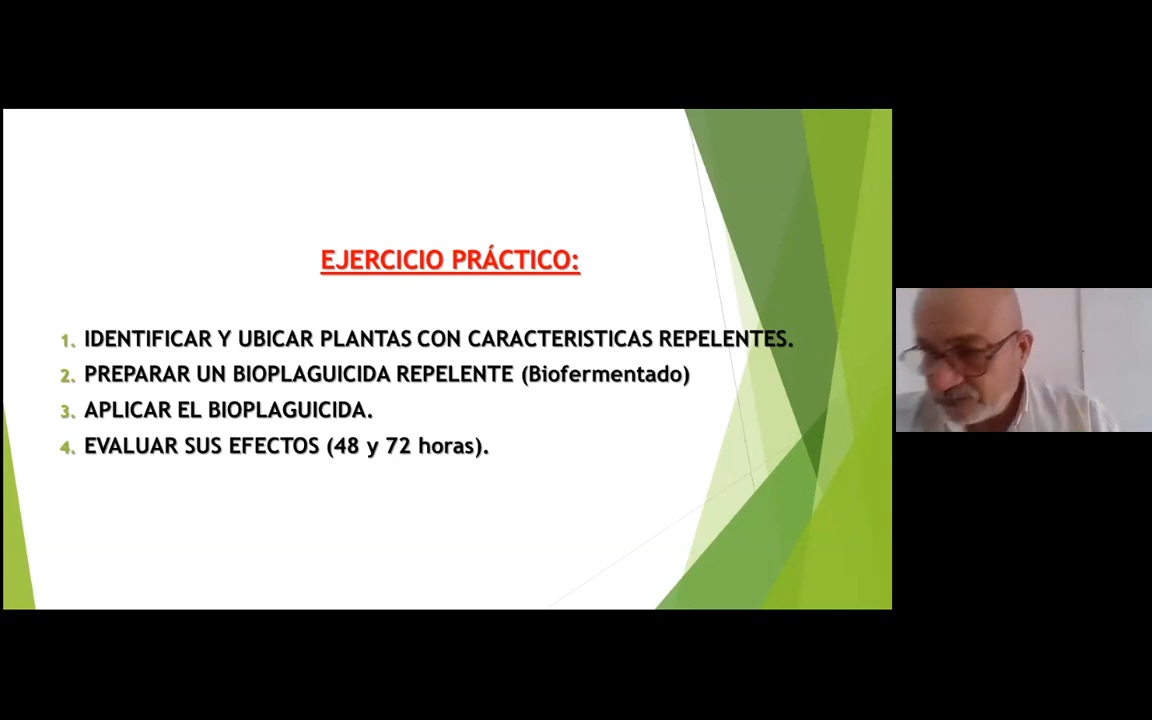 EJERCICIO PRÁCTICO:
1. IDENTIFICAR Y UBICAR PLANTAS CON CARACTERISTICAS REPELENTES.
2. PREPARAR UN BIOPLAGUICIDA REPELENTE (Biofermentado)
3. APLICAR EL BIOPLAGUICIDA.
4. EVALUAR SUS EFECTOS (48 y 72 horas).